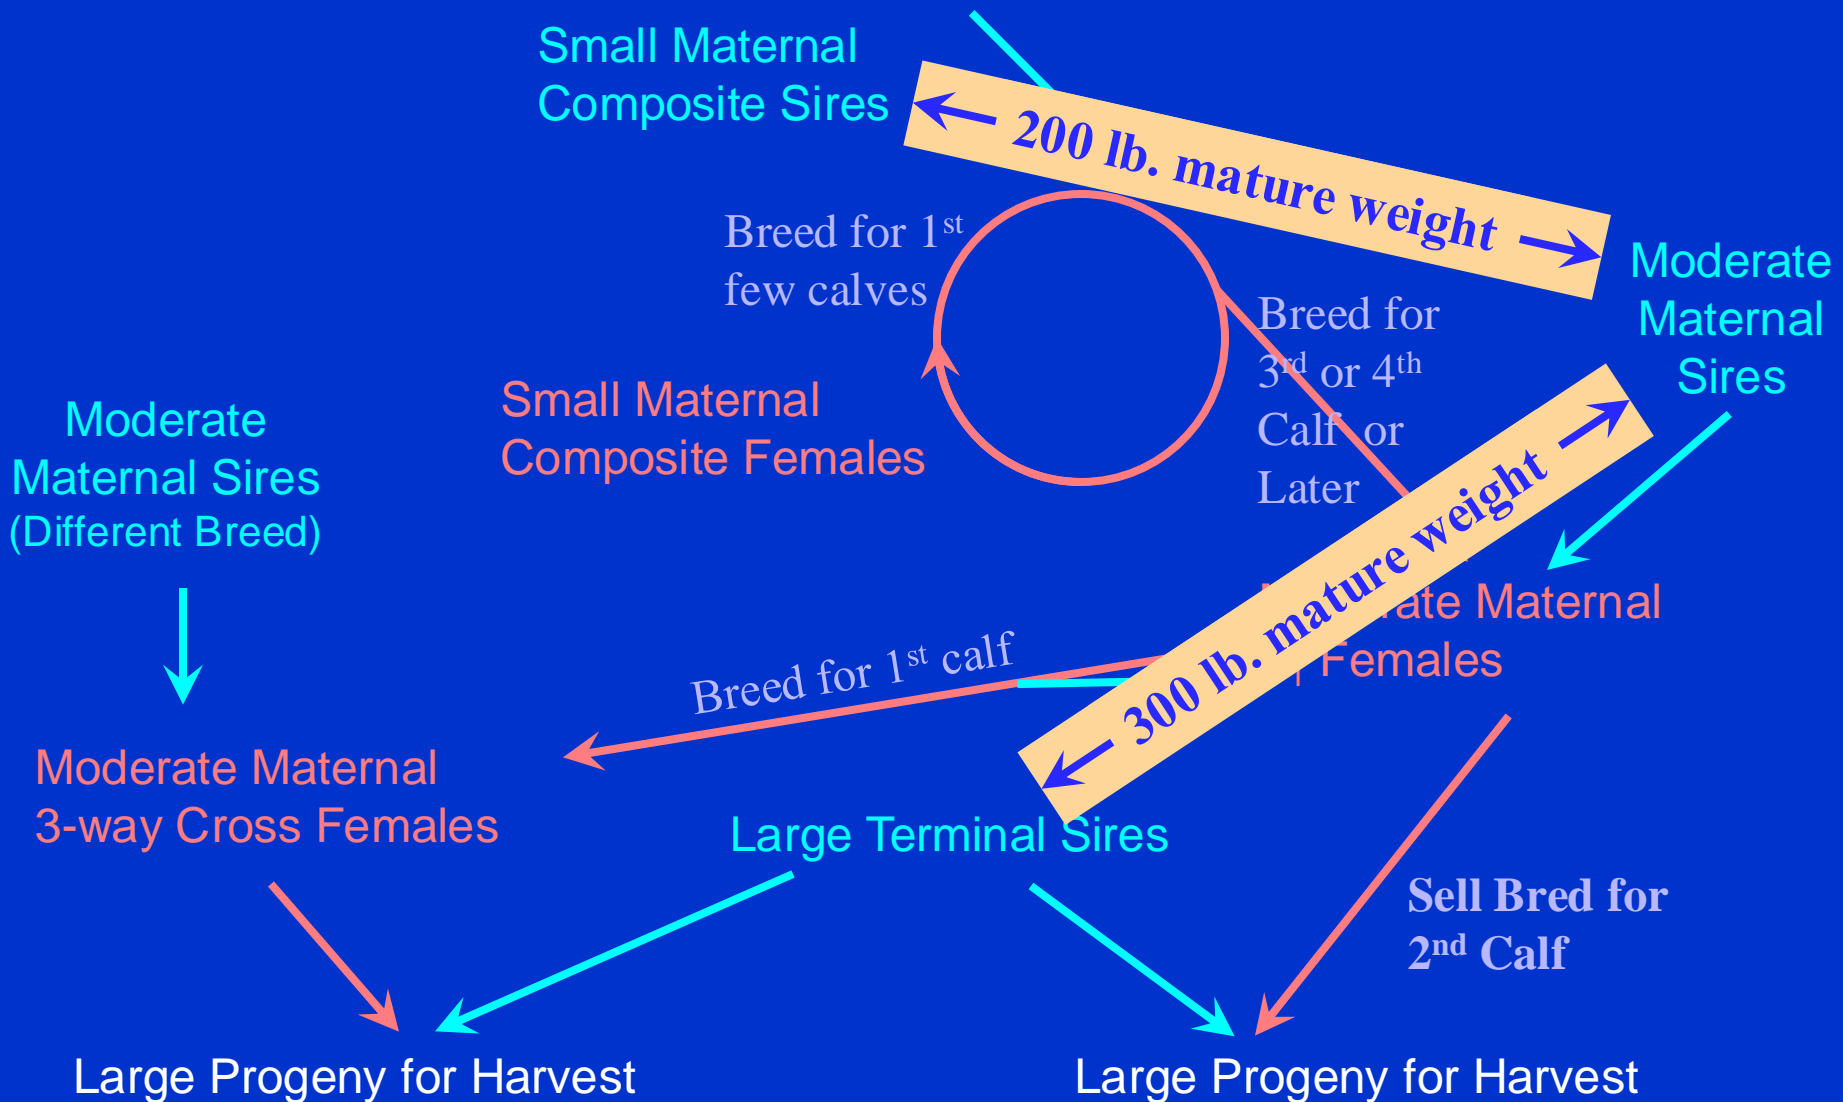 Small Maternal
Composite Sires
200 lb. mature weight
Breed for 1st
few calves
Moderate
Maternal
Sires
Breed for
3rd or 4th
Calf or
Later
Small Maternal
Composite Females
Moderate
Maternal Sires
(Different Breed)
300 lb. mature weight
Maternal
Females
Breed for 1st calf
Moderate Maternal
3-way Cross Females
Large Terminal Sires
Sell Bred for
2nd Calf
Large Progeny for Harvest
Large Progeny for Harvest